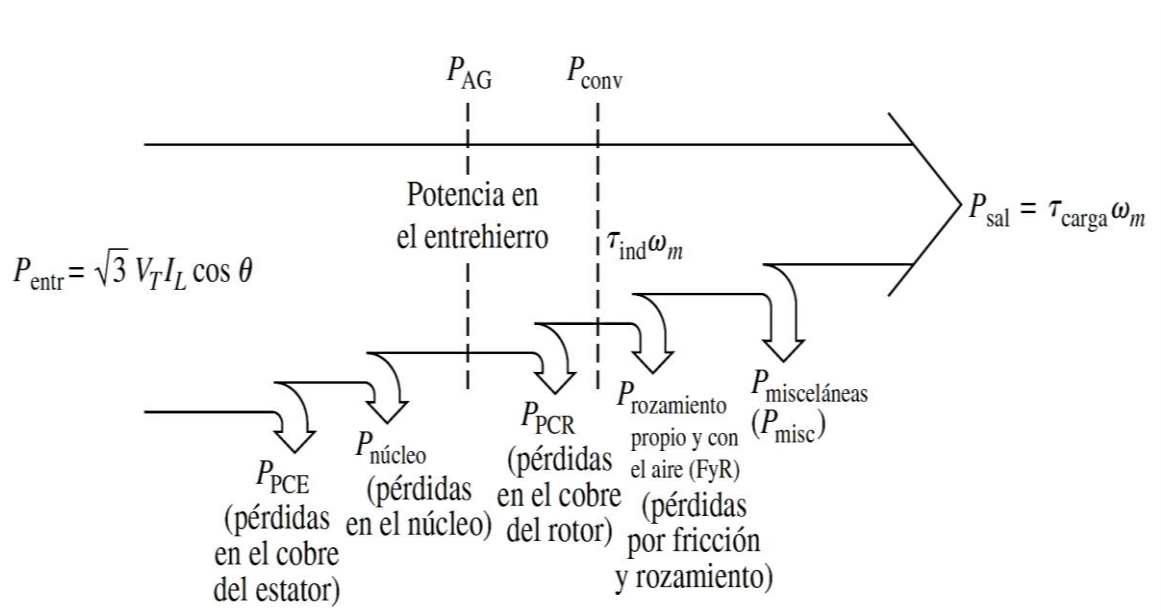 P_AG
P_conv
Potencia en
el entrehierro
τ_ind ω_m
P_sal = τ_carga ω_m
P_entr = √3 V_T I_L cos θ
P_PCE
(pérdidas
en el cobre
del estator)
P_núcleo
(pérdidas
en el núcleo)
P_PCR
(pérdidas
en el cobre
del rotor)
P_rozamiento
propio y con
el aire (FyR)
(pérdidas
por fricción
y rozamiento)
P_misceláneas
(P_misc)